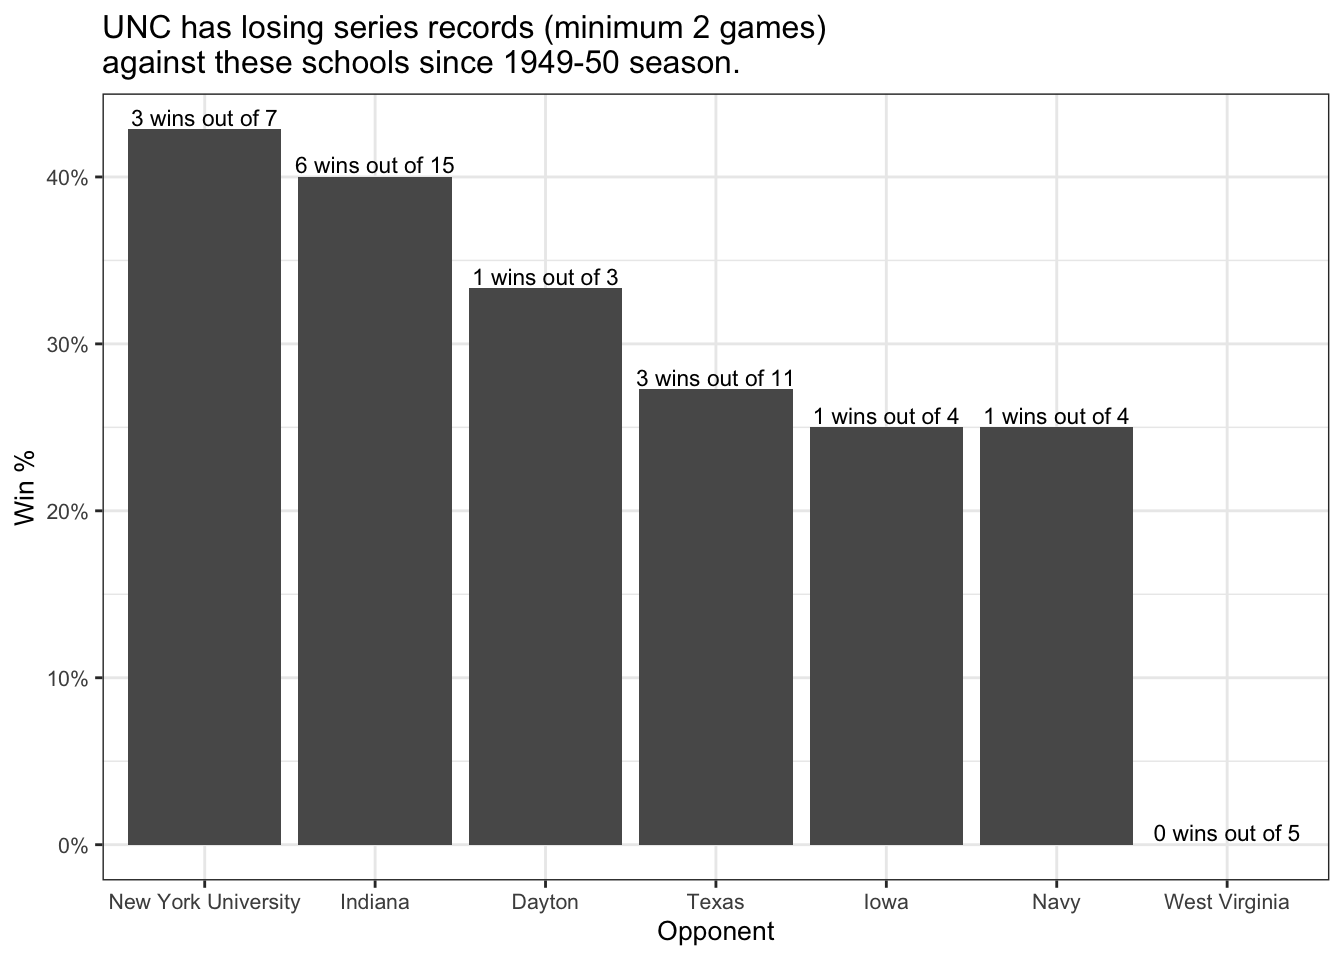 UNC has losing series records (minimum 2 games)
against these schools since 1949-50 season.
3 wins out of 7
6 wins out of 15
1 wins out of 3
3 wins out of 11
1 wins out of 4
1 wins out of 4
0 wins out of 5
Win %
40%
30%
20%
10%
0%
New York University
Indiana
Dayton
Texas
Iowa
Navy
West Virginia
Opponent